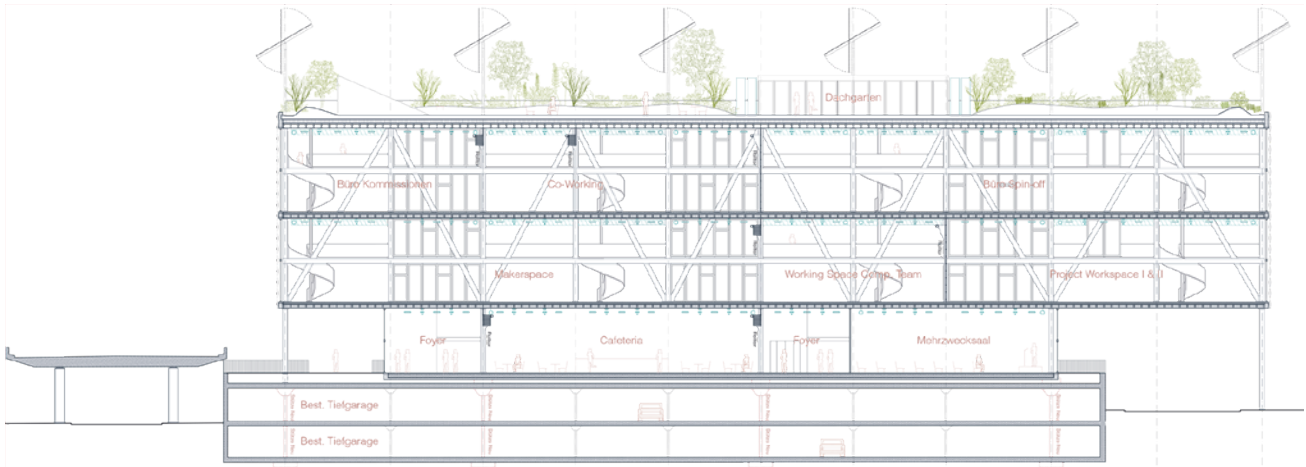 Dachgarten
Büro Kommissionen
Co-Working
Büro Spin-off
Makerspace
Working Space Comp. Team
Project Workspace I & II
Foyer
Cafeteria
Foyer
Mehrzwecksaal
Best. Tiefgarage
Best. Tiefgarage